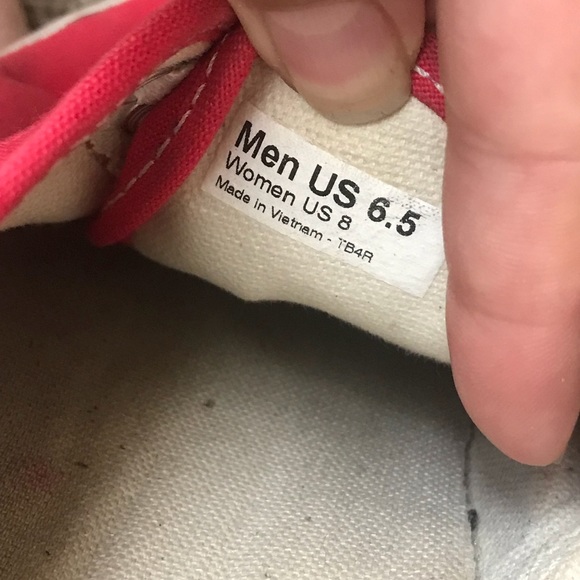 Men US 6.5
Women US 8
Made in Vietnam - TB4R